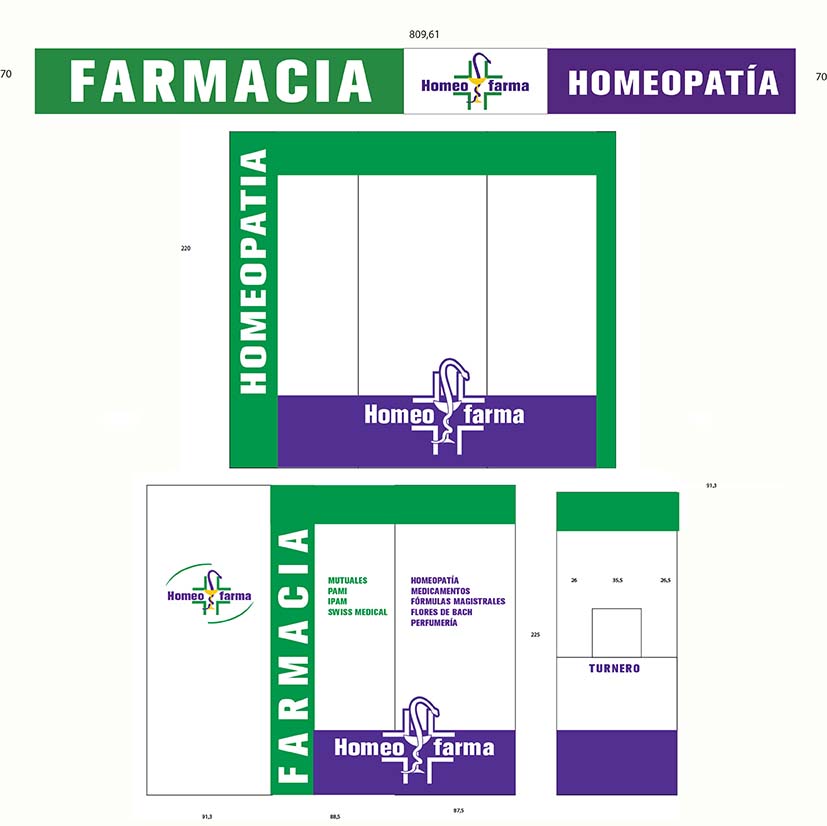 809,61
70
FARMACIA
Homeo farma
HOMEOPATÍA
70
HOMEOPATIA
220
Homeo farma
91,3
Homeo farma
FARMACIA
MUTUALES
PAMI
IPAM
SWISS MEDICAL
HOMEOPATÍA
MEDICAMENTOS
FÓRMULAS MAGISTRALES
FLORES DE BACH
PERFUMERÍA
Homeo farma
225
26
35,5
26,5
TURNERO
91,3
88,5
87,5